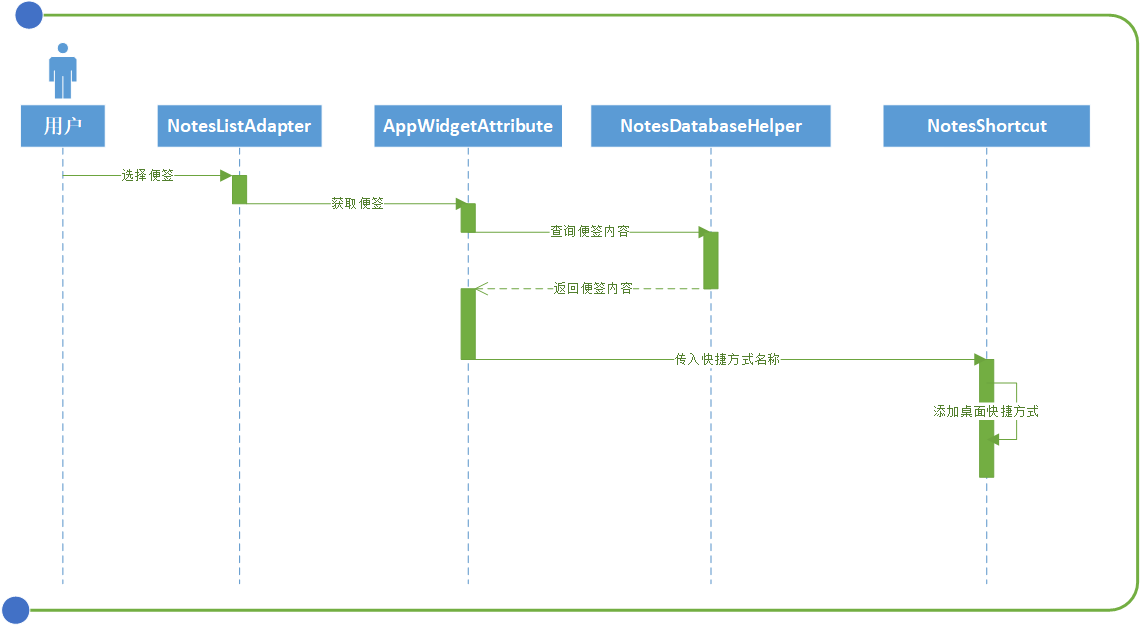 用户
NotesListAdapter
AppWidgetAttribute
NotesDatabaseHelper
NotesShortcut
选择便签
获取便签
查询便签内容
返回便签内容
传入快捷方式名称
添加桌面快捷方式